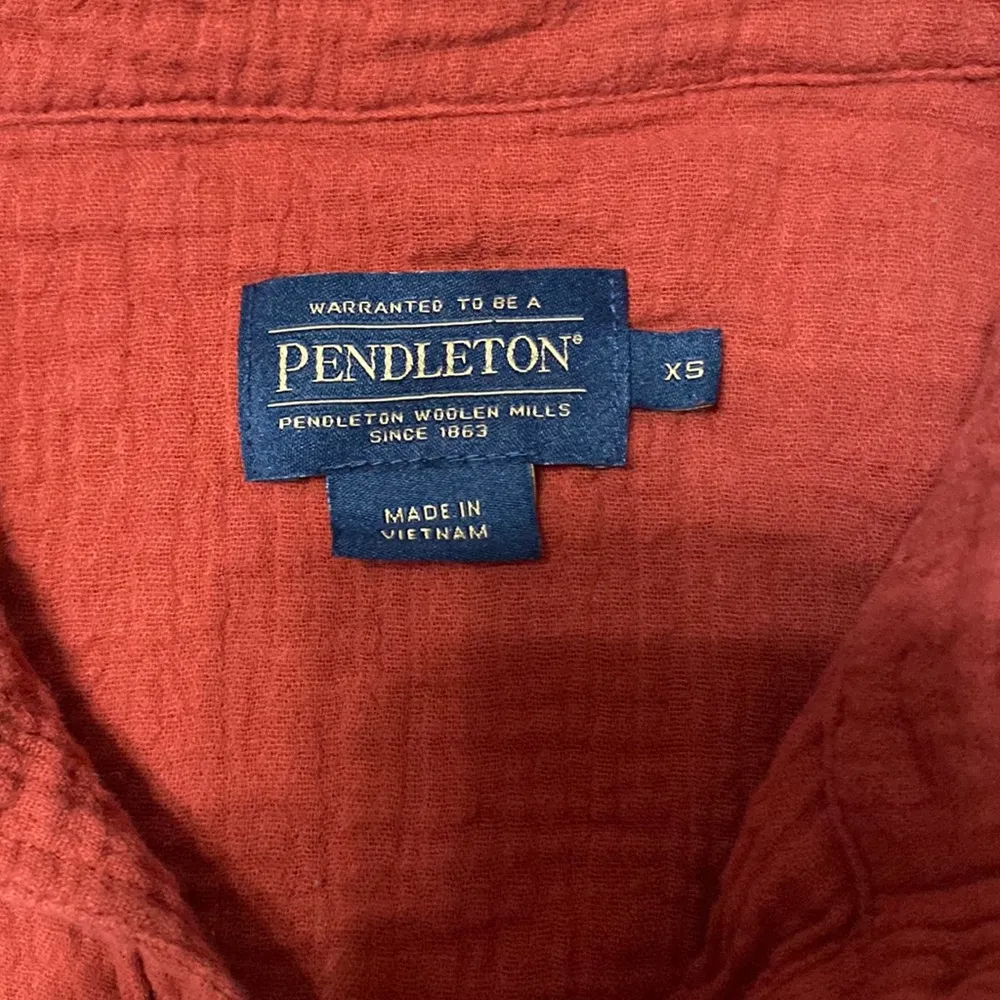 WARRANTED TO BE A
PENDLETON®
XS
PENDLETON WOOLEN MILLS
SINCE 1863
MADE IN
VIETNAM